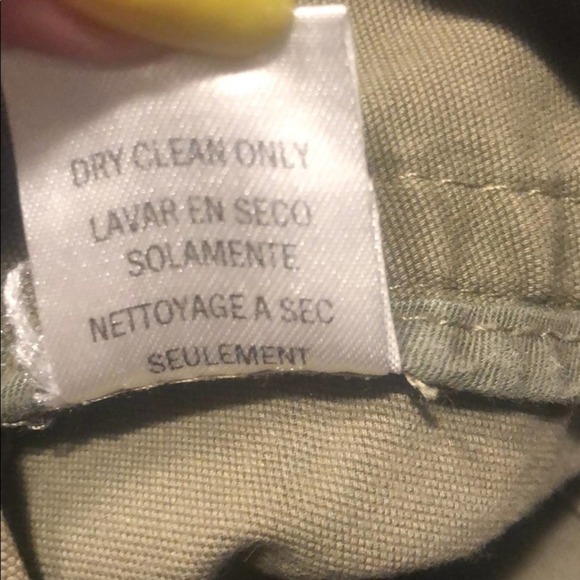 DRY CLEAN ONLY
LAVAR EN SECO
SOLAMENTE
NETTOYAGE A SEC
SEULEMENT